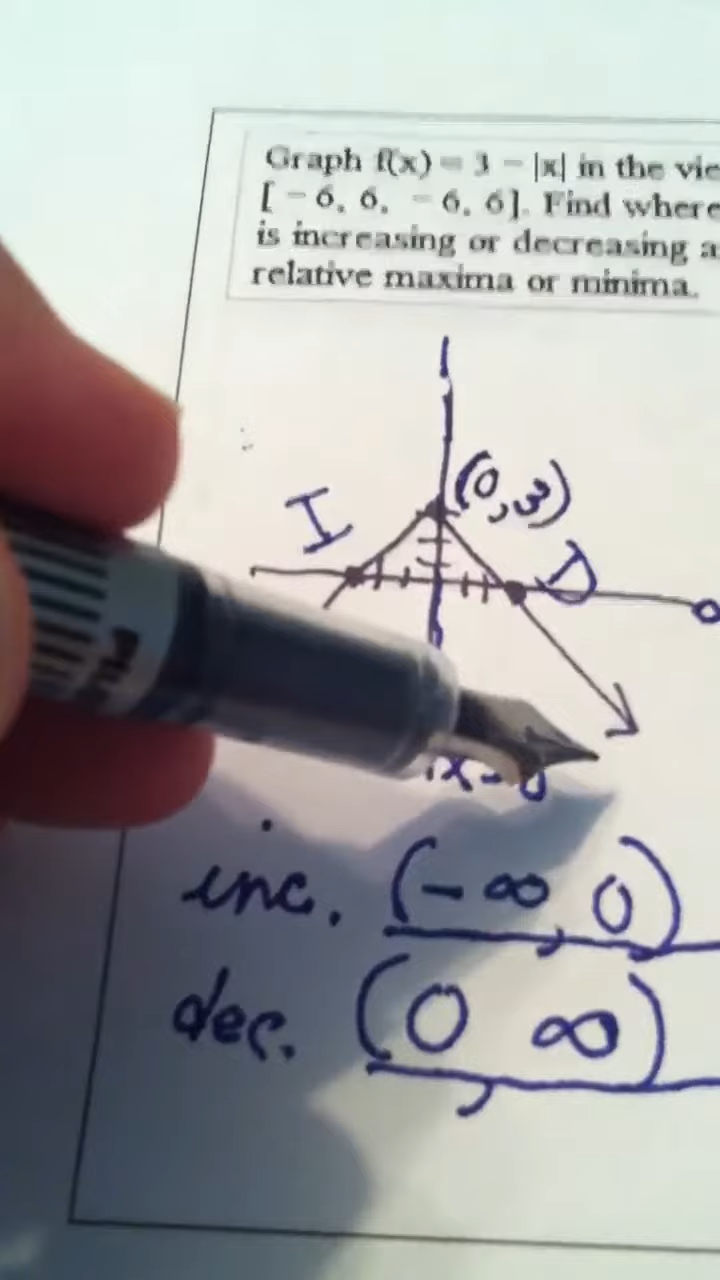 Graph f(x) = 3 - |x| in the
[ - 6, 6, - 6, 6]. Find where
is increasing or decreasing
relative maxima or minima.
(0,3)
I
D
inc. (-∞, 0)
dec. (0, ∞)